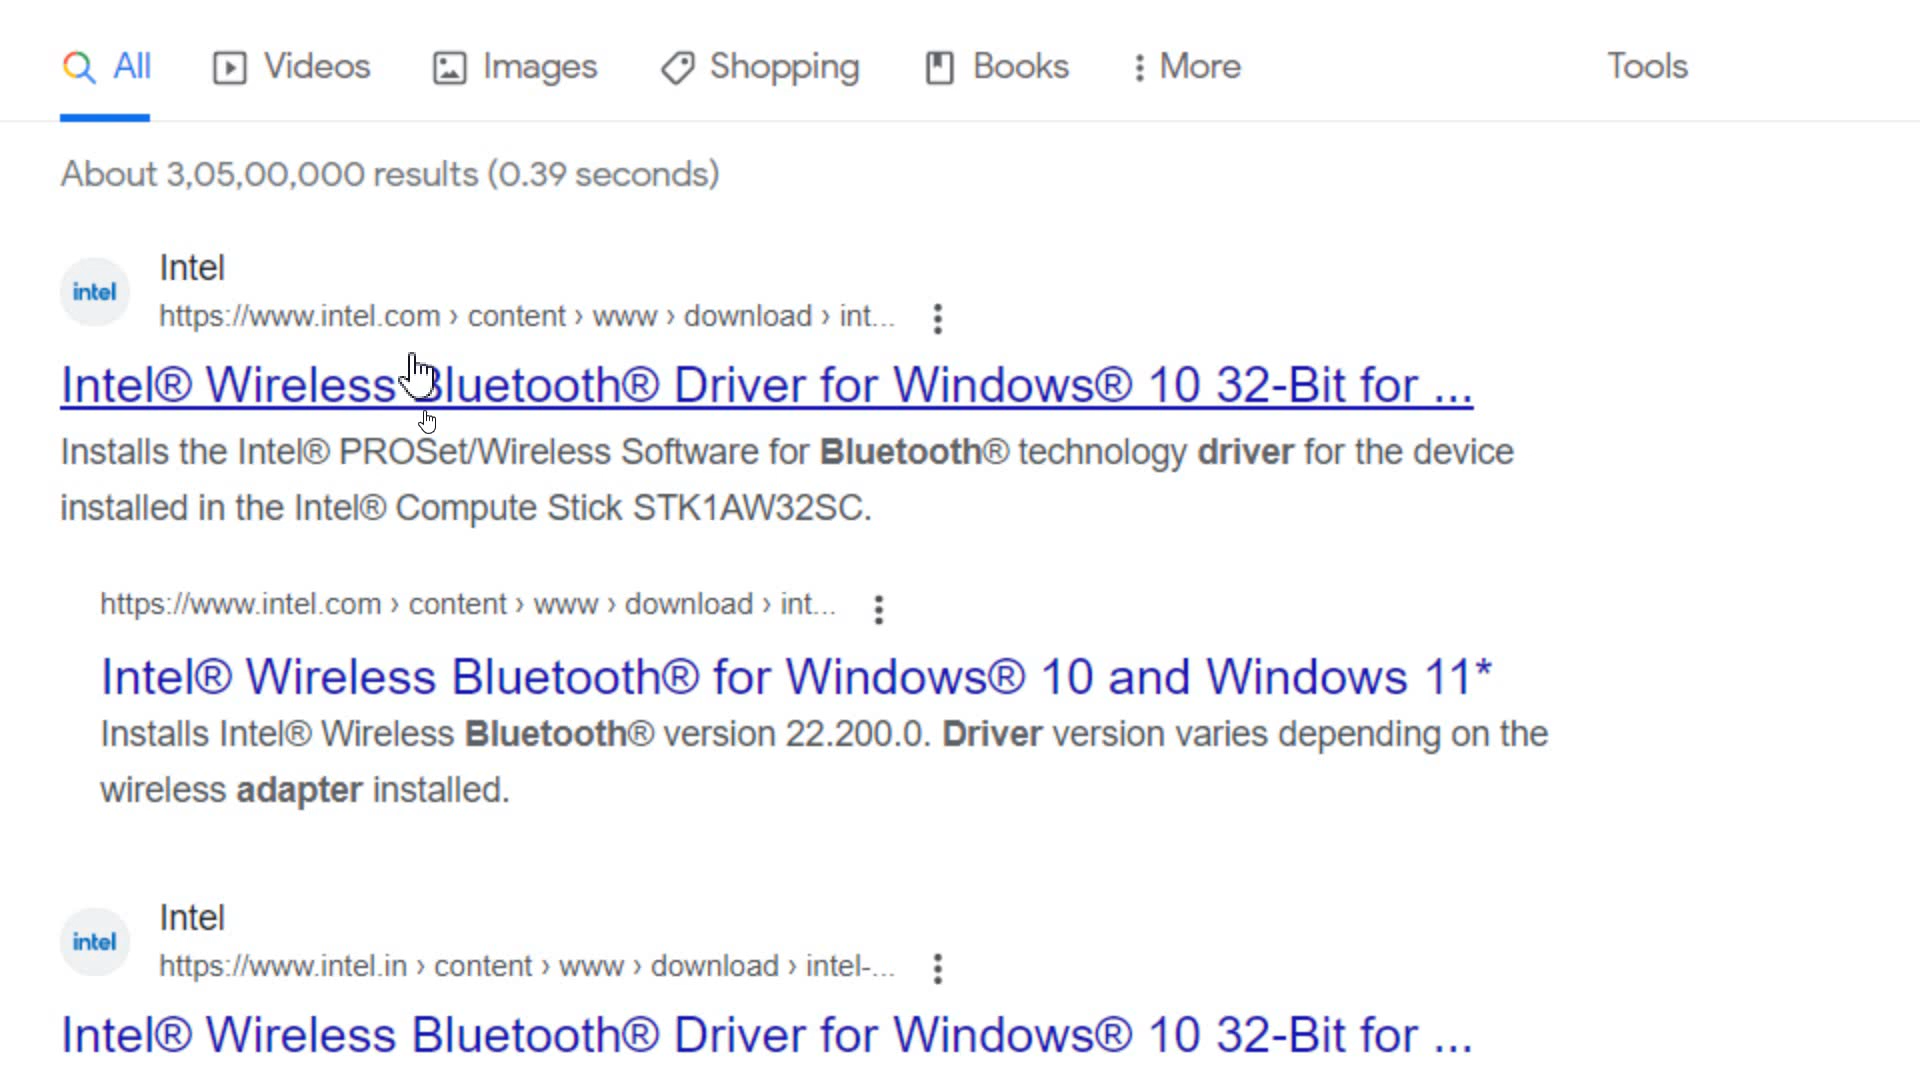 All Videos Images Shopping Books More Tools
About 3,05,00,000 results (0.39 seconds)
intel
Intel
https://www.intel.com › content › www › download › int...
Intel® Wireless Bluetooth® Driver for Windows® 10 32-Bit for ...
Installs the Intel® PROSet/Wireless Software for Bluetooth® technology driver for the device
installed in the Intel® Compute Stick STK1AW32SC.
https://www.intel.com › content › www › download › int...
Intel® Wireless Bluetooth® for Windows® 10 and Windows 11*
Installs Intel® Wireless Bluetooth® version 22.200.0. Driver version varies depending on the
wireless adapter installed.
intel
Intel
https://www.intel.in › content › www › download › intel-...
Intel® Wireless Bluetooth® Driver for Windows® 10 32-Bit for ...